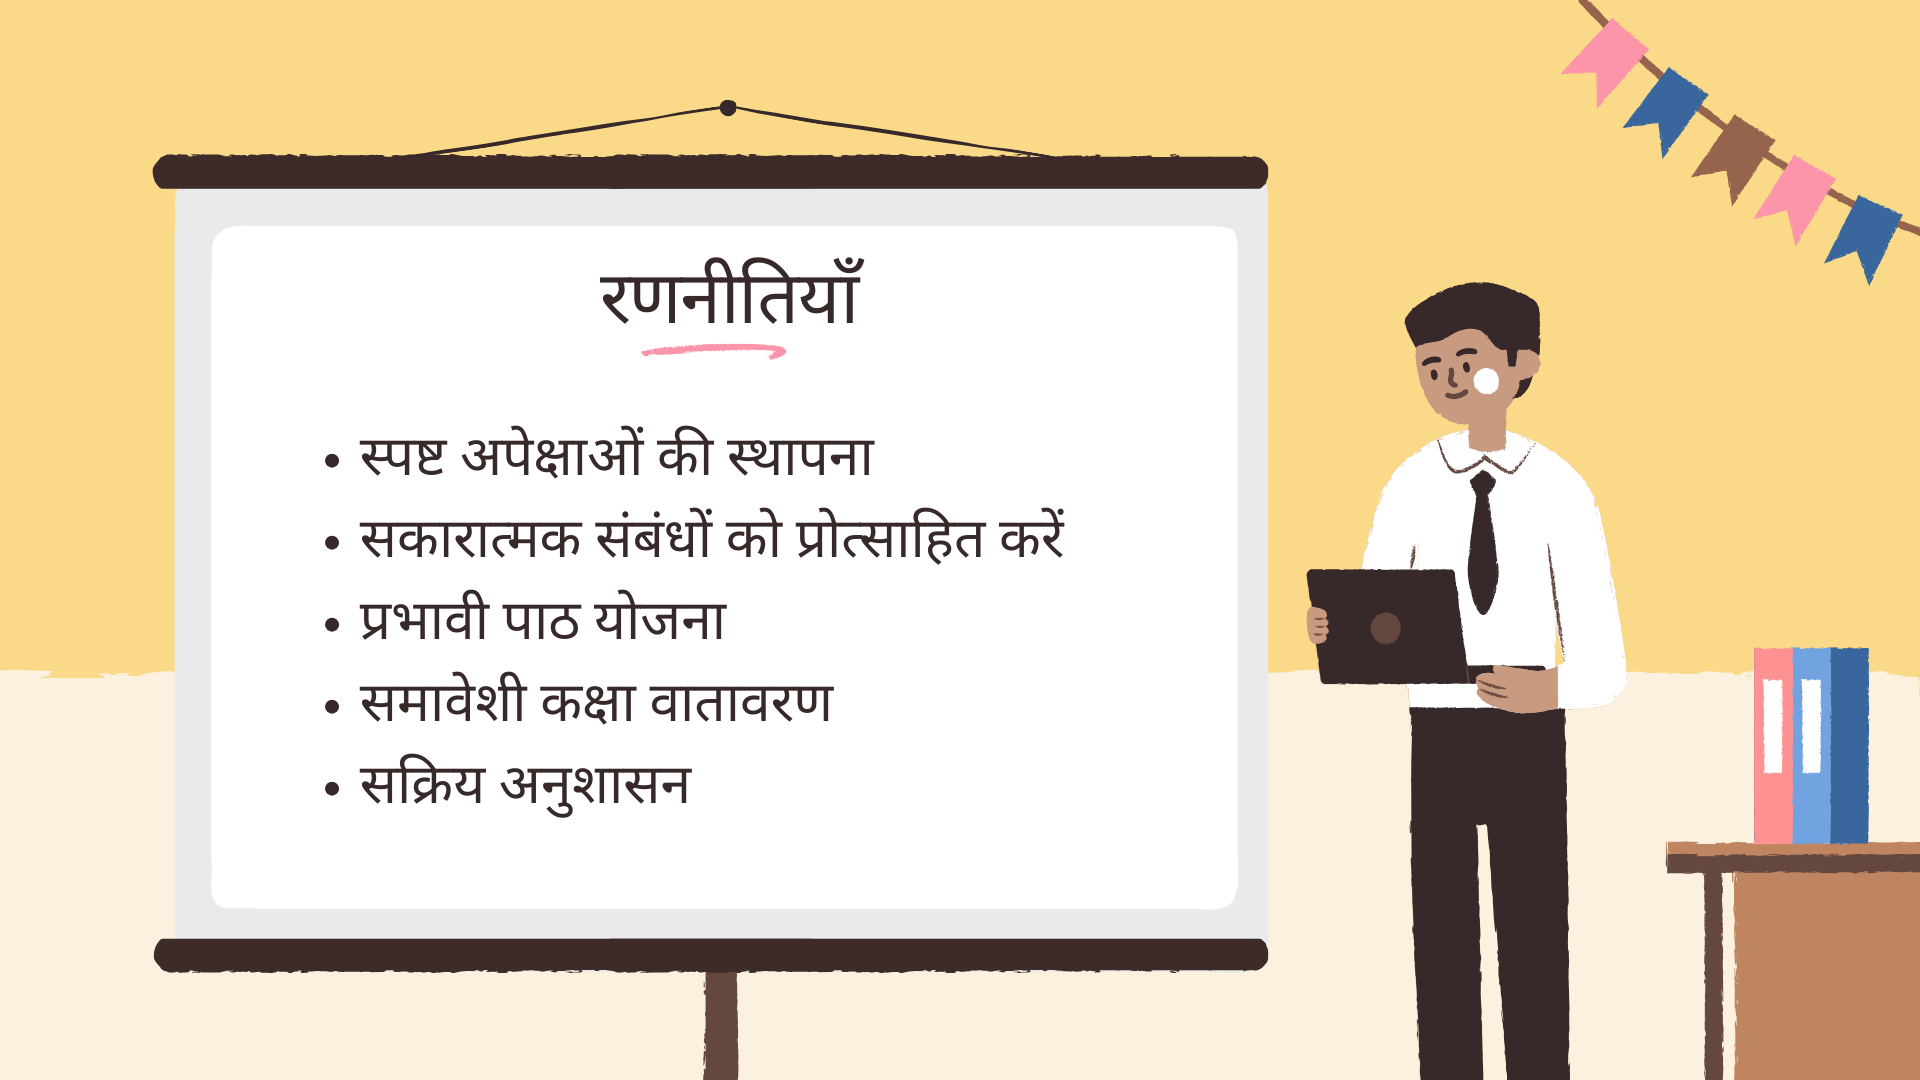 रणनीतियाँ
• स्पष्ट अपेक्षाओं की स्थापना
• सकारात्मक संबंधों को प्रोत्साहित करें
• प्रभावी पाठ योजना
• समावेशी कक्षा वातावरण
• सक्रिय अनुशासन